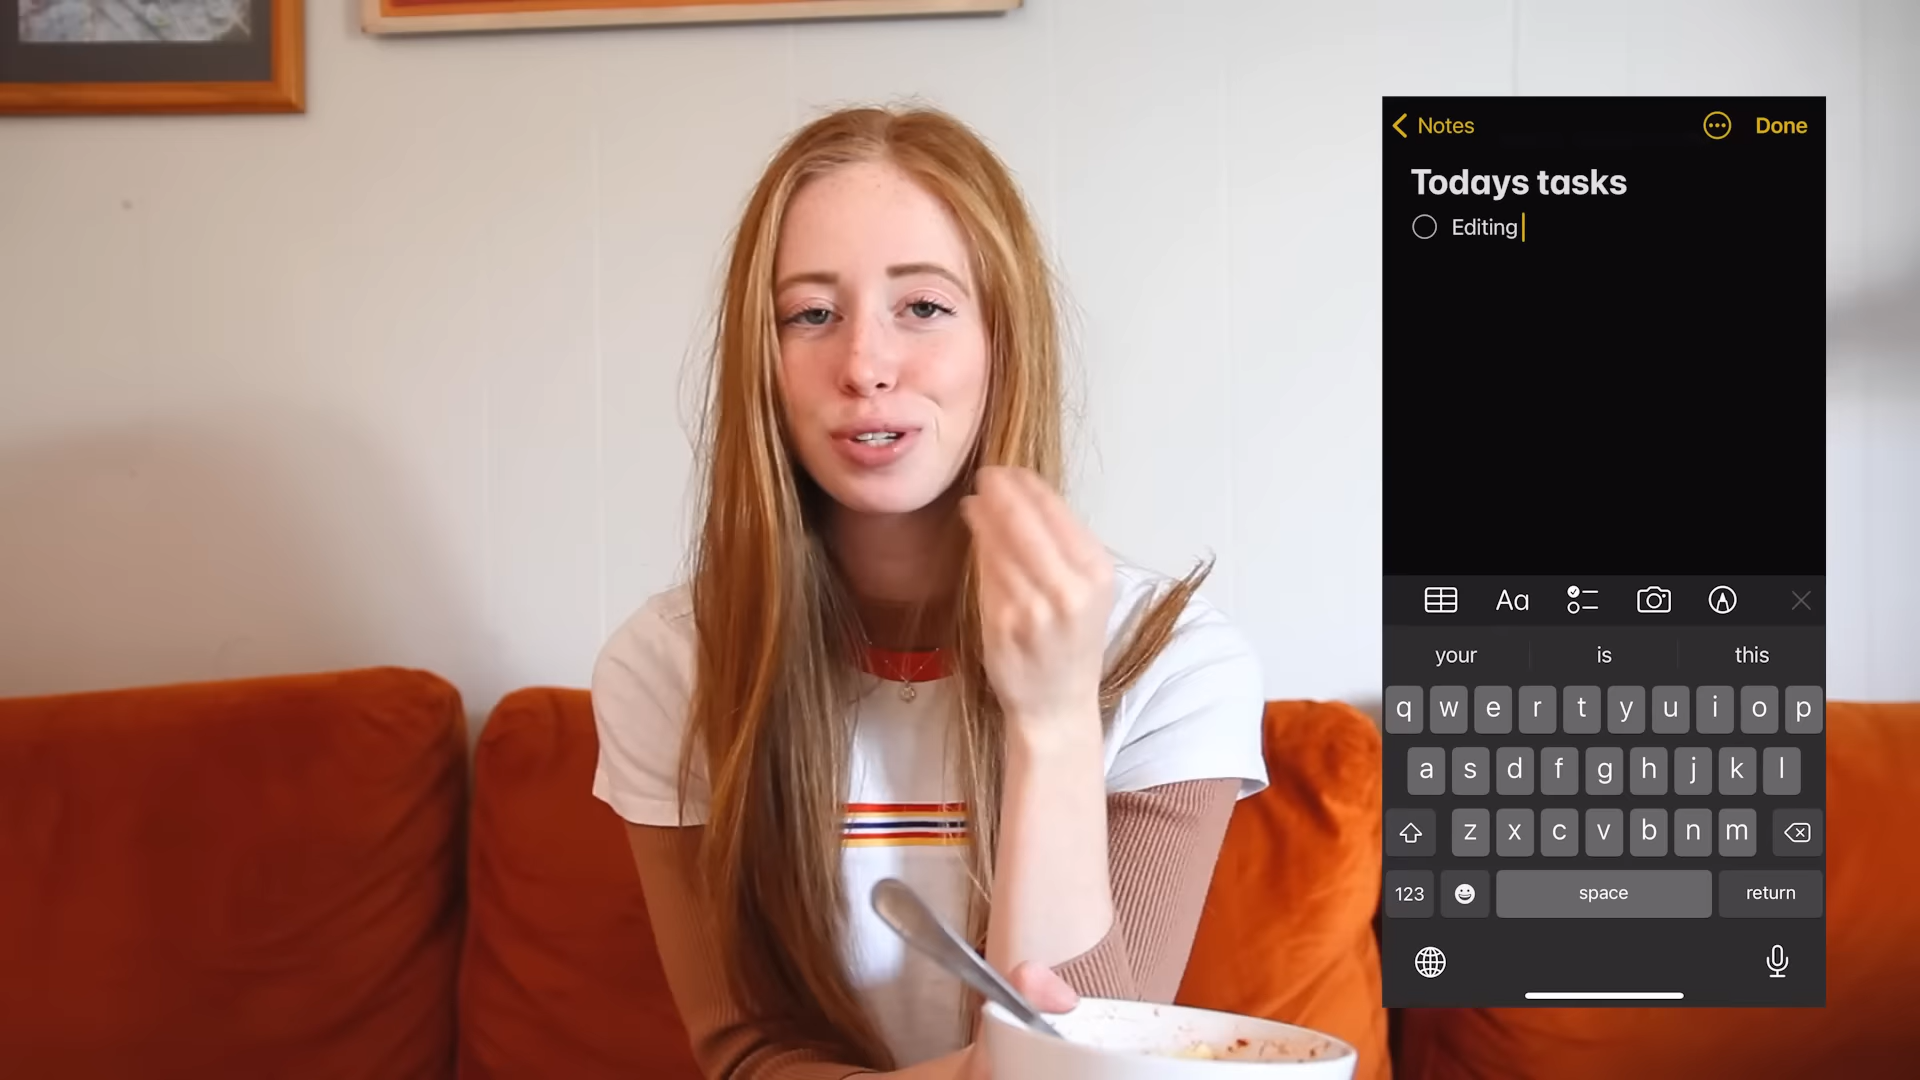 Notes Done
Todays tasks
Editing
Aa
your is this
q w e r t y u i o p
a s d f g h j k l
z x c v b n m
123 space return